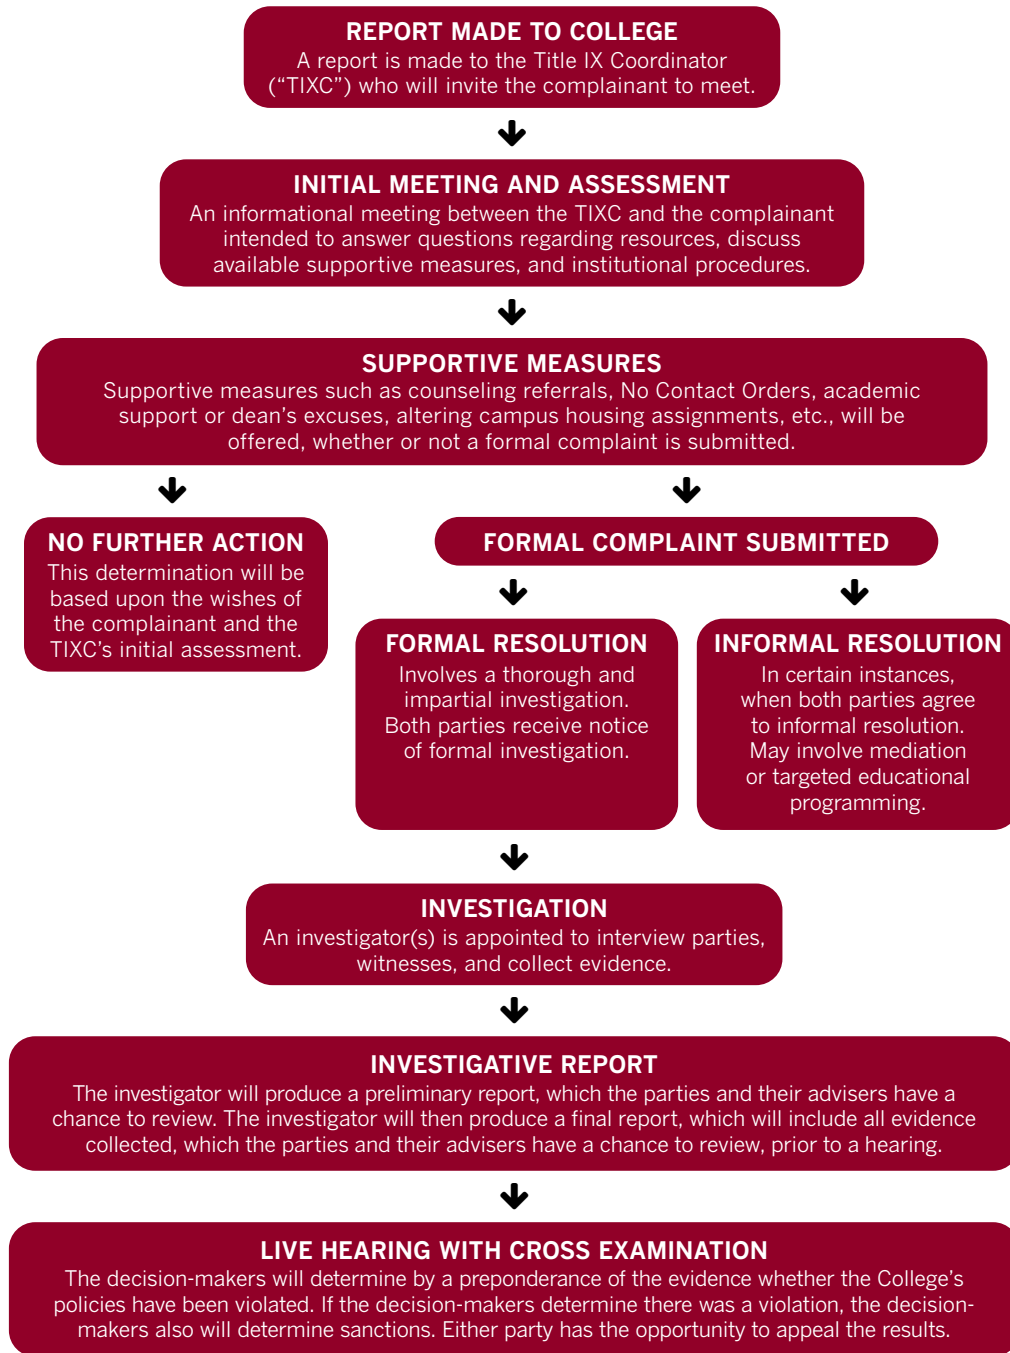 REPORT MADE TO COLLEGE
A report is made to the Title IX Coordinator
(“TIXC”) who will invite the complainant to meet.
INITIAL MEETING AND ASSESSMENT
An informational meeting between the TIXC and the complainant
intended to answer questions regarding resources, discuss
available supportive measures, and institutional procedures.
SUPPORTIVE MEASURES
Supportive measures such as counseling referrals, No Contact Orders, academic
support or dean’s excuses, altering campus housing assignments, etc., will be
offered, whether or not a formal complaint is submitted.
NO FURTHER ACTION
This determination will be
based upon the wishes of
the complainant and the
TIXC’s initial assessment.
FORMAL COMPLAINT SUBMITTED
FORMAL RESOLUTION
Involves a thorough and
impartial investigation.
Both parties receive notice
of formal investigation.
INFORMAL RESOLUTION
In certain instances,
when both parties agree
to informal resolution.
May involve mediation
or targeted educational
programming.
INVESTIGATION
An investigator(s) is appointed to interview parties,
witnesses, and collect evidence.
INVESTIGATIVE REPORT
The investigator will produce a preliminary report, which the parties and their advisers have a
chance to review. The investigator will then produce a final report, which will include all evidence
collected, which the parties and their advisers have a chance to review, prior to a hearing.
LIVE HEARING WITH CROSS EXAMINATION
The decision-makers will determine by a preponderance of the evidence whether the College’s
policies have been violated. If the decision-makers determine there was a violation, the decision-
makers also will determine sanctions. Either party has the opportunity to appeal the results.